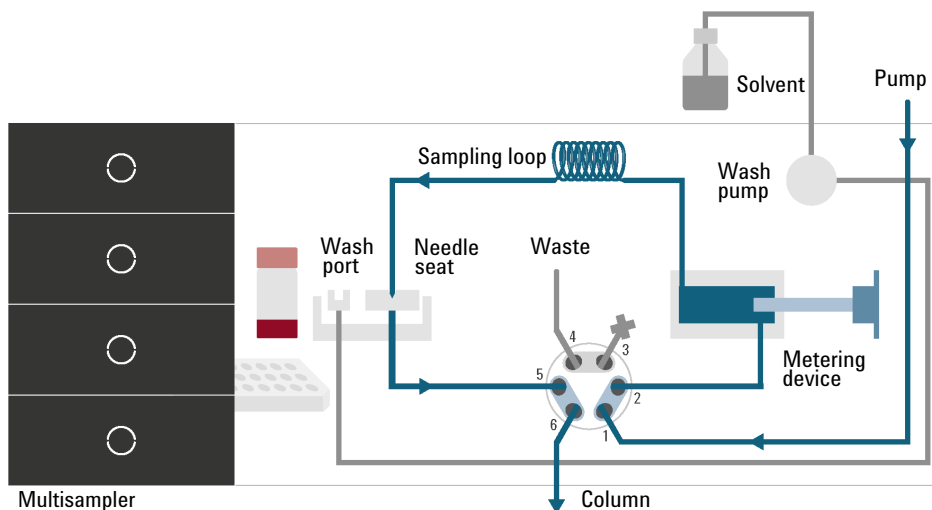 Solvent
Pump
Sampling loop
Wash
pump
Wash
port
Needle
seat
Waste
4
3
5
2
6
1
Metering
device
Multisampler
Column